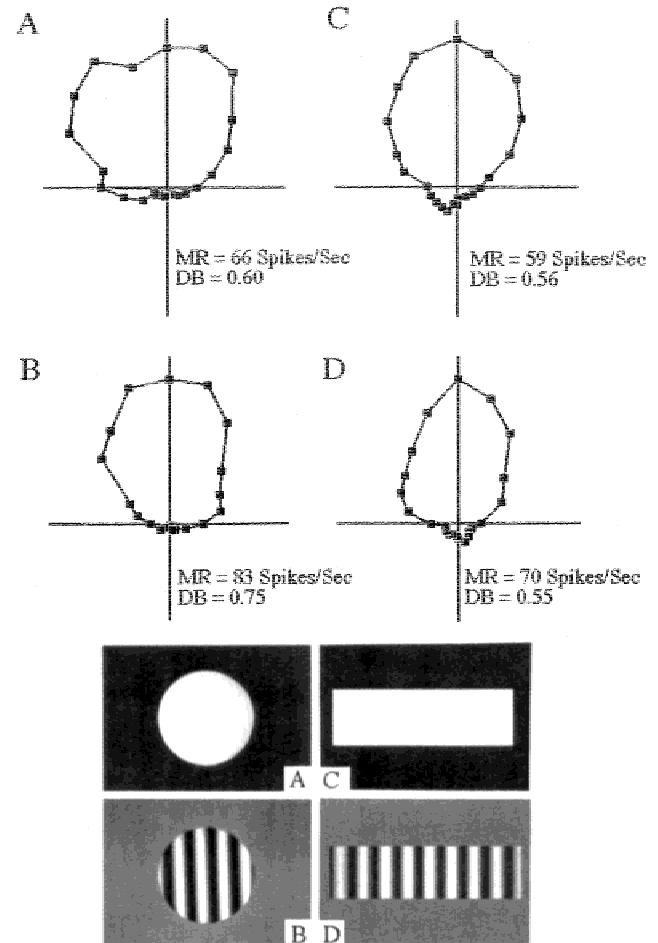 A
C
MR = 66 Spikes/Sec
DB = 0.60
MR = 59 Spikes/Sec
DB = 0.56
B
D
MR = 83 Spikes/Sec
DB = 0.75
MR = 70 Spikes/Sec
DB = 0.55
A C
B D